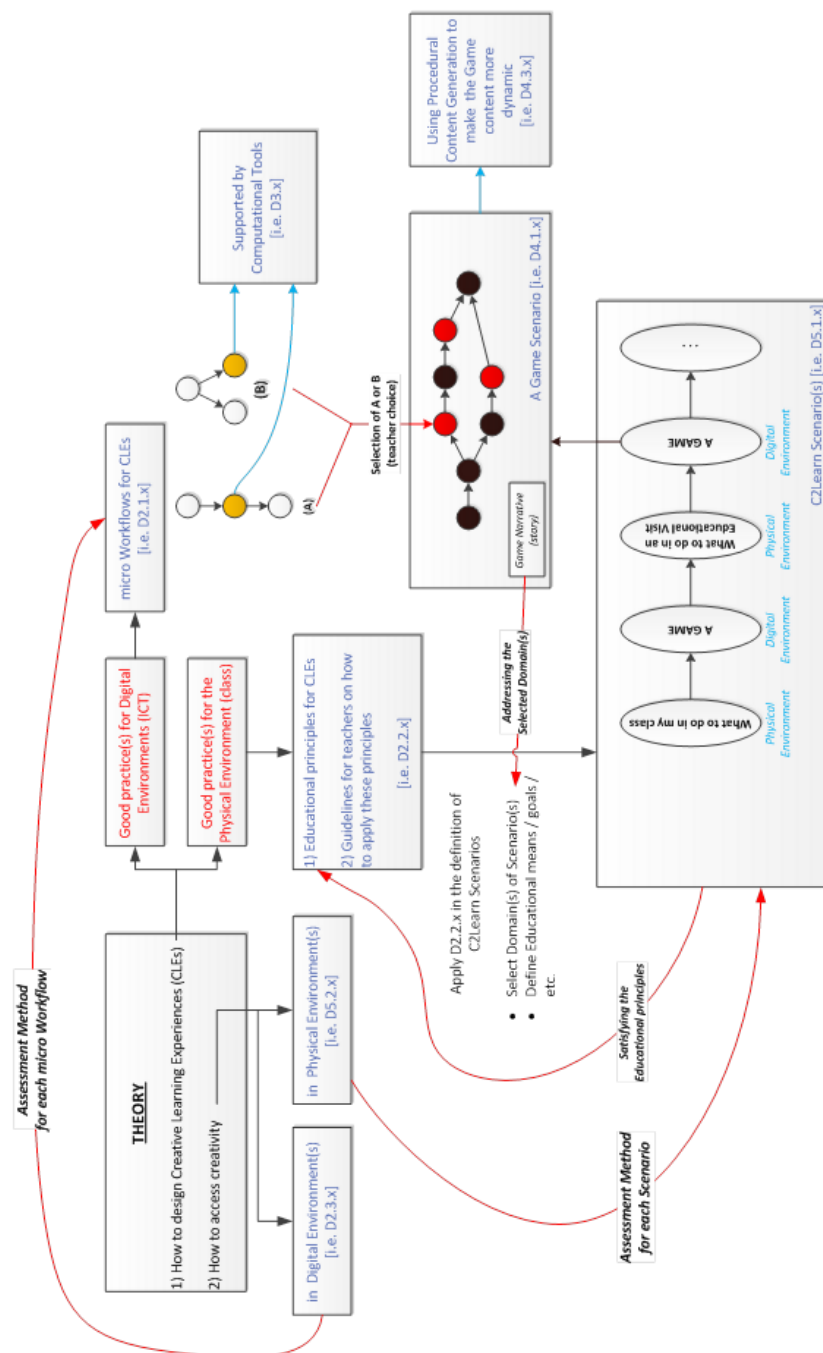 Assessment Method
for each micro Workflow
THEORY
1) How to design Creative Learning Experiences (CLEs)
2) How to access creativity
in Digital Environment(s)
[i.e. D2.3.x]
in Physical Environment(s)
[i.e. D5.2.x]
Good practice(s) for Digital
Environments (ICT)
Good practice(s) for the
Physical Environment (class)
micro Workflows for CLEs
[i.e. D2.1.x]
1) Educational principles for CLEs
2) Guidelines for teachers on how
to apply these principles
[i.e. D2.2.x]
(A)
(B)
Supported by
Computational Tools
[i.e. D3.x]
Selection of A or B
(teacher choice)
Apply D2.2.x in the definition of
C2Learn Scenarios
• Select Domain(s) of Scenario(s)
• Define Educational means / goals /
etc.
Addressing the
Selected Domain(s)
Game Narrative
(story)
A Game Scenario [i.e. D4.1.x]
Using Procedural
Content Generation to
make the Game
content more
dynamic
[i.e. D4.3.x]
Satisfying the
Educational principles
Assessment Method
for each Scenario
What to do in my class
A GAME
What to do in an
Educational Visit
A GAME
...
Physical
Environment
Digital
Environment
Physical
Environment
Digital
Environment
C2Learn Scenario(s) [i.e. D5.1.x]